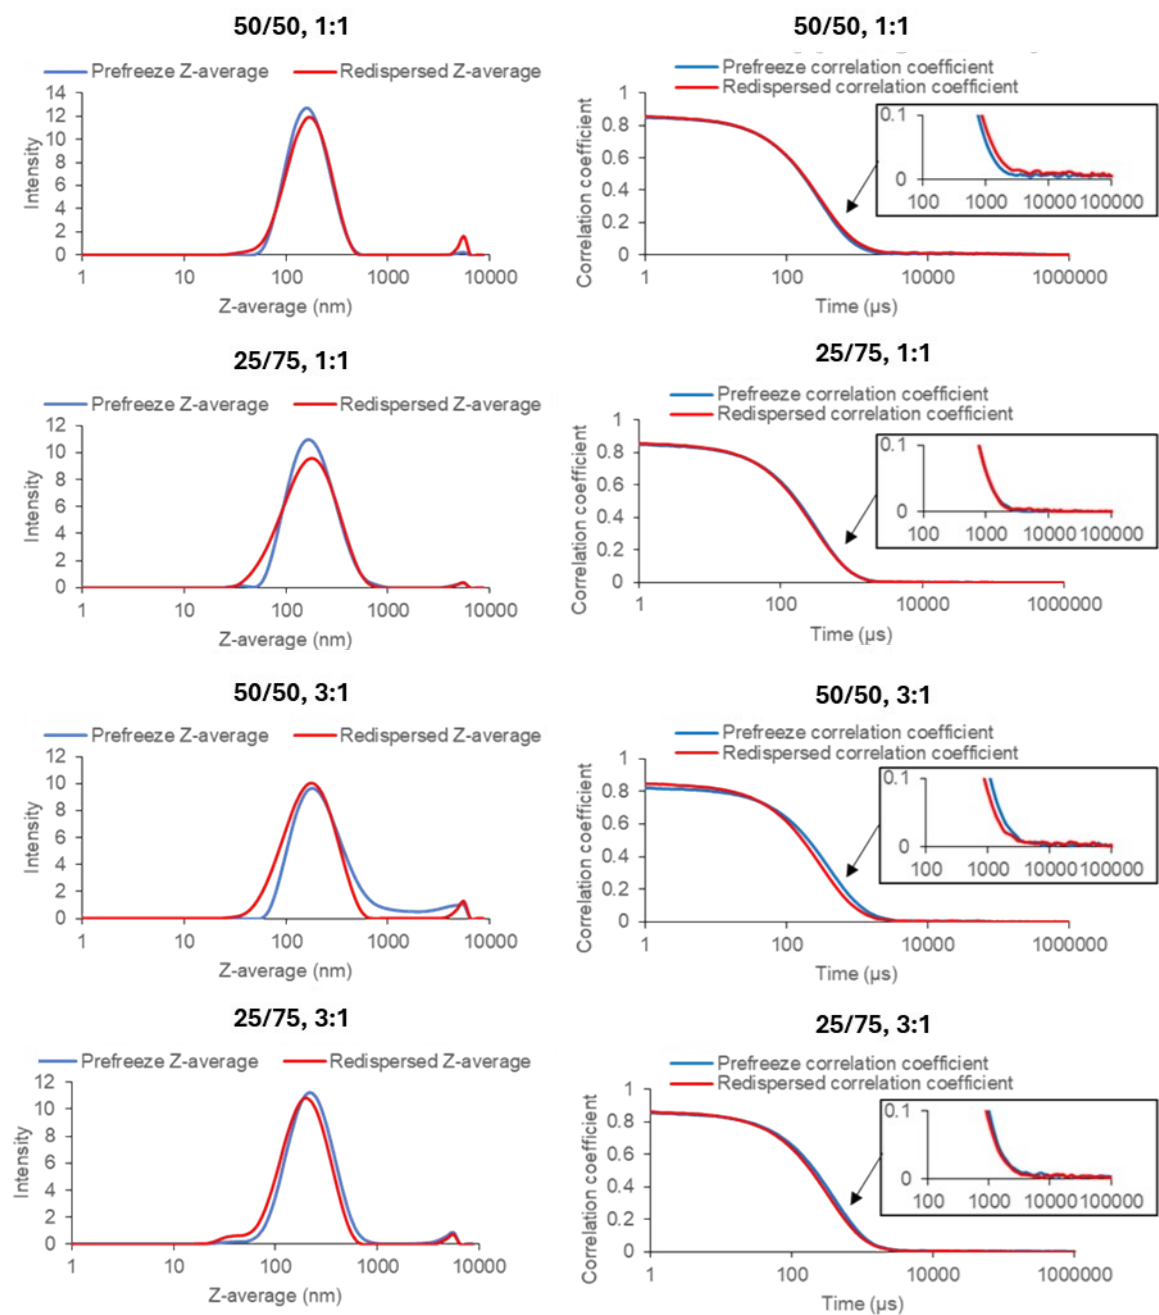 50/50, 1:1
Prefreeze Z-average Redispersed Z-average
14
12
10
8
6
4
2
0
Intensity
1 10 100 1000 10000
Z-average (nm)
50/50, 1:1
Prefreeze correlation coefficient
Redispersed correlation coefficient
1
0.8
0.6
0.4
0.2
0
Correlation coefficient
1 100 10000 1000000
Time (µs)
0.1
0
100 1000 10000 100000
25/75, 1:1
Prefreeze Z-average Redispersed Z-average
12
10
8
6
4
2
0
Intensity
1 10 100 1000 10000
Z-average (nm)
25/75, 1:1
Prefreeze correlation coefficient
Redispersed correlation coefficient
1
0.8
0.6
0.4
0.2
0
Correlation coefficient
1 100 10000 1000000
Time (µs)
0.1
0
100 1000 10000 100000
50/50, 3:1
Prefreeze Z-average Redispersed Z-average
12
10
8
6
4
2
0
Intensity
1 10 100 1000 10000
Z-average (nm)
50/50, 3:1
Prefreeze correlation coefficient
Redispersed correlation coefficient
1
0.8
0.6
0.4
0.2
0
Correlation coefficient
1 100 10000 1000000
Time (µs)
0.1
0
100 1000 10000 100000
25/75, 3:1
Prefreeze Z-average Redispersed Z-average
12
10
8
6
4
2
0
Intensity
1 10 100 1000 10000
Z-average (nm)
25/75, 3:1
Prefreeze correlation coefficient
Redispersed correlation coefficient
1
0.8
0.6
0.4
0.2
0
Correlation coefficient
1 100 10000 1000000
Time (µs)
0.1
0
100 1000 10000 100000